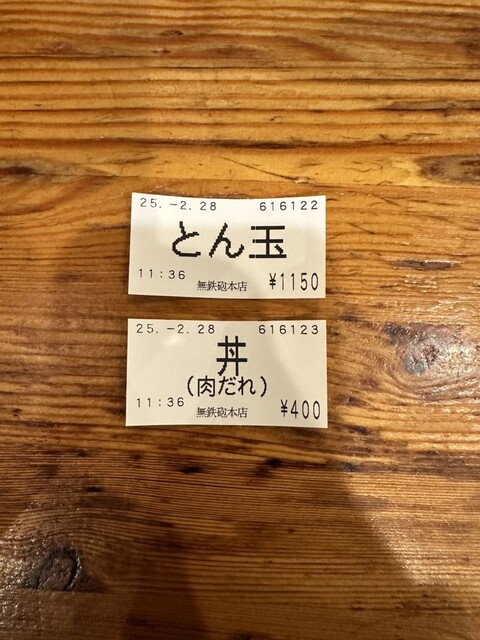 25.-2.28 616122
とん玉
11:36 無鉄砲本店 ¥1150
25.-2.28 616123
丼
(肉だれ)
11:36 無鉄砲本店 ¥400